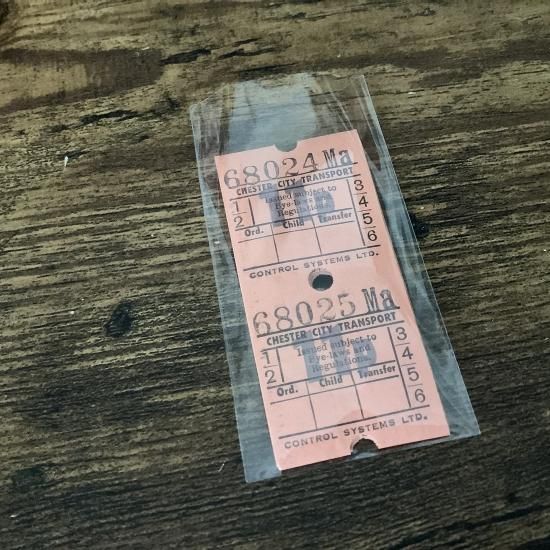 68024 Ma
CHESTER CITY TRANSPORT
1 Issued subject to 3
2 Bye-laws and 4
Regulations. 5
Ord. Child Transfer 6
CONTROL SYSTEMS LTD.
68025 Ma
CHESTER CITY TRANSPORT
1 Issued subject to 3
2 Bye-laws and 4
Regulations. 5
Ord. Child Transfer 6
CONTROL SYSTEMS LTD.